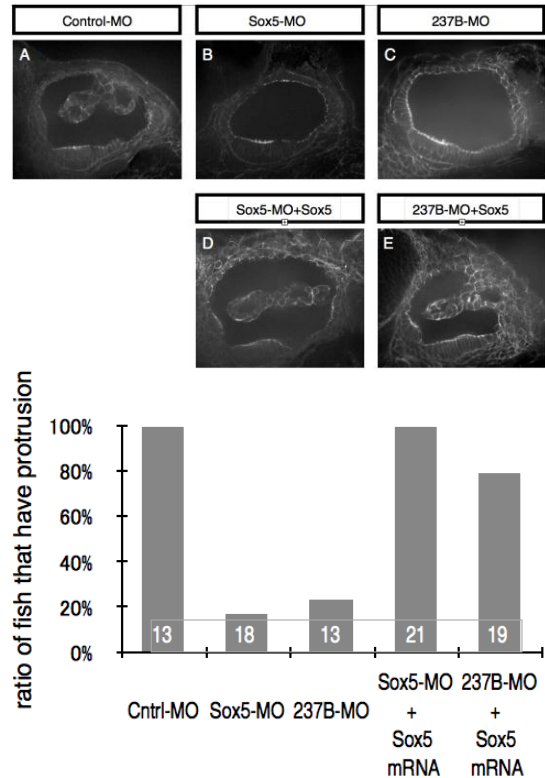 Control-MO
Sox5-MO
237B-MO
A
B
C
Sox5-MO+Sox5
237B-MO+Sox5
D
E
ratio of fish that have protrusion
100%
80%
60%
40%
20%
0%
13
18
13
21
19
Cntrl-MO
Sox5-MO
237B-MO
Sox5-MO
+
Sox5
mRNA
237B-MO
+
Sox5
mRNA